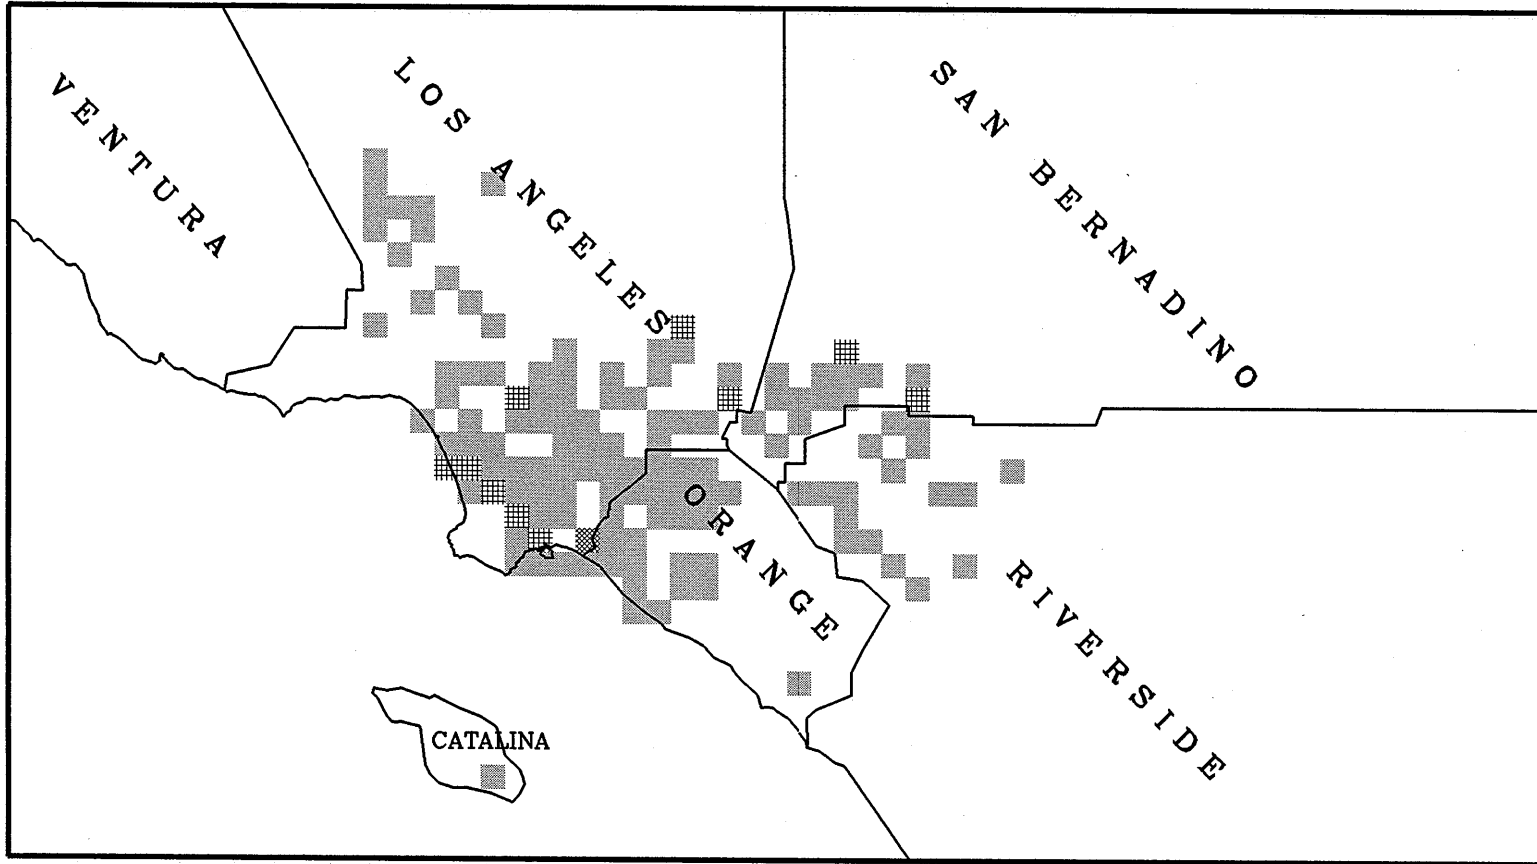 VENTURA
LOS ANGELES
SAN BERNADINO
ORANGE
RIVERSIDE
CATALINA